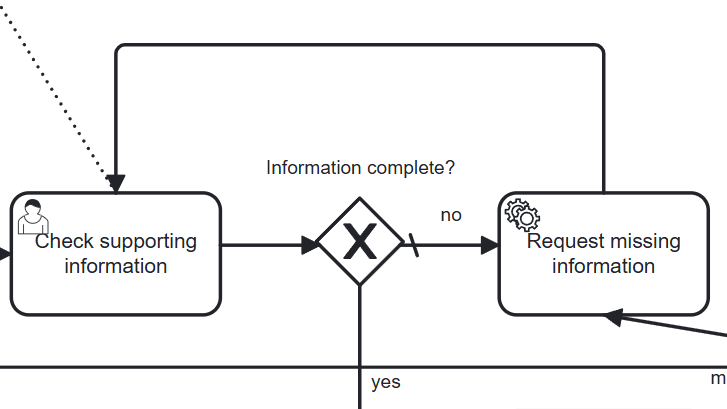 Information complete?
Check supporting
information
no
Request missing
information
yes
m